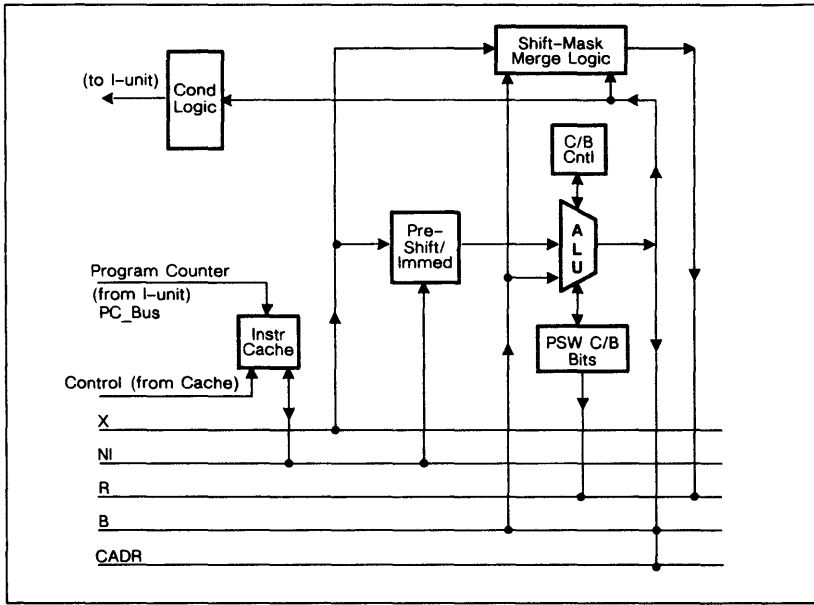 Shift-Mask
Merge Logic
(to I-unit)
Cond
Logic
C/B
Cntl
Pre-
Shift/
Immed
A
L
U
Program Counter
(from I-unit)
PC_Bus
Instr
Cache
PSW C/B
Bits
Control (from Cache)
X
NI
R
B
CADR